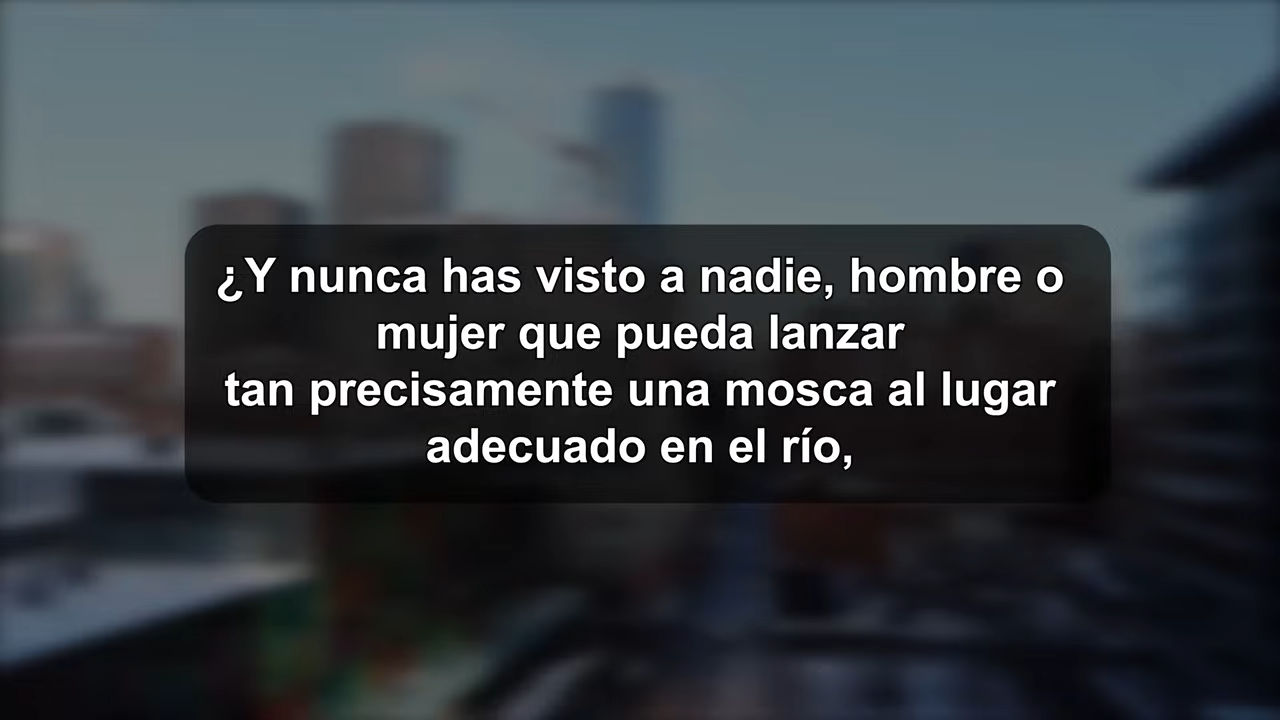 ¿Y nunca has visto a nadie, hombre o
mujer que pueda lanzar
tan precisamente una mosca al lugar
adecuado en el río,